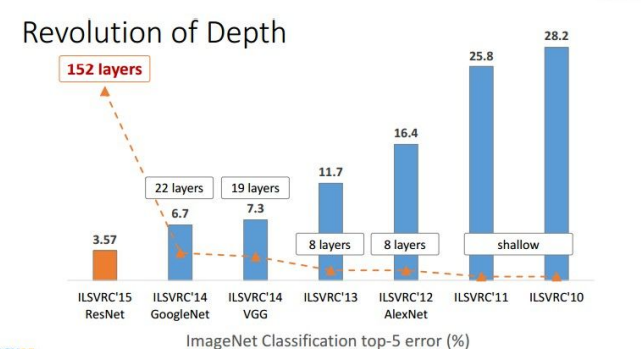 Revolution of Depth
28.2
25.8
152 layers
16.4
11.7
22 layers
19 layers
6.7
7.3
3.57
8 layers
8 layers
shallow
ILSVRC'15
ResNet
ILSVRC'14
GoogleNet
ILSVRC'14
VGG
ILSVRC'13
ILSVRC'12
AlexNet
ILSVRC'11
ILSVRC'10
ImageNet Classification top-5 error (%)